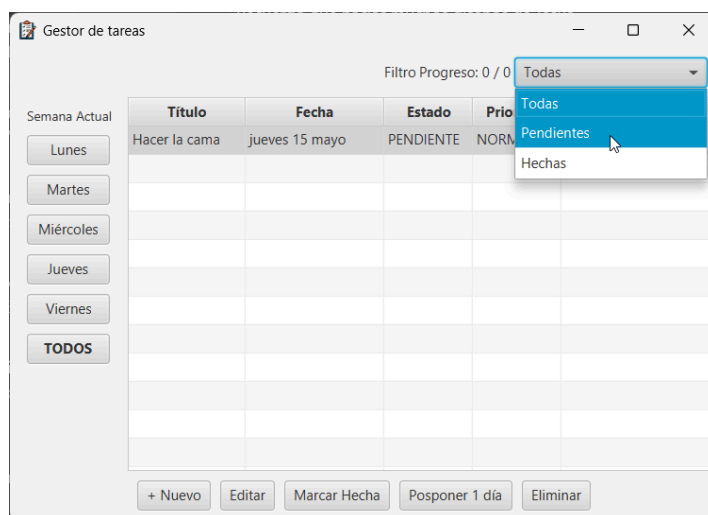 Gestor de tareas
Filtro Progreso: 0 / 0 Todas
Todas
Pendientes
Hechas
Semana Actual
Lunes
Martes
Miércoles
Jueves
Viernes
TODOS
Título Fecha Estado Prio
Hacer la cama jueves 15 mayo PENDIENTE NORM
+ Nuevo Editar Marcar Hecha Posponer 1 día Eliminar